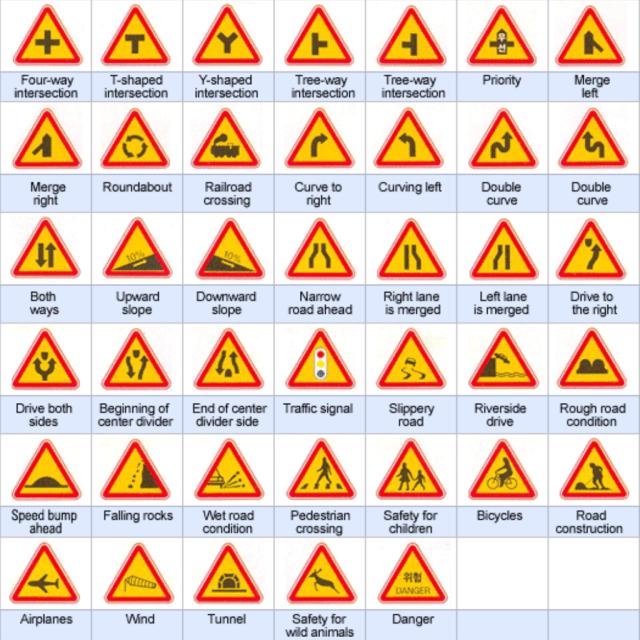 Four-way
intersection
T-shaped
intersection
Y-shaped
intersection
Tree-way
intersection
Tree-way
intersection
Priority
Merge
left
Merge
right
Roundabout
Railroad
crossing
Curve to
right
Curving left
Double
curve
Double
curve
10%
10%
Both
ways
Upward
slope
Downward
slope
Narrow
road ahead
Right lane
is merged
Left lane
is merged
Drive to
the right
Drive both
sides
Beginning of
center divider
End of center
divider side
Traffic signal
Slippery
road
Riverside
drive
Rough road
condition
Speed bump
ahead
Falling rocks
Wet road
condition
Pedestrian
crossing
Safety for
children
Bicycles
Road
construction
위험
DANGER
Airplanes
Wind
Tunnel
Safety for
wild animals
Danger